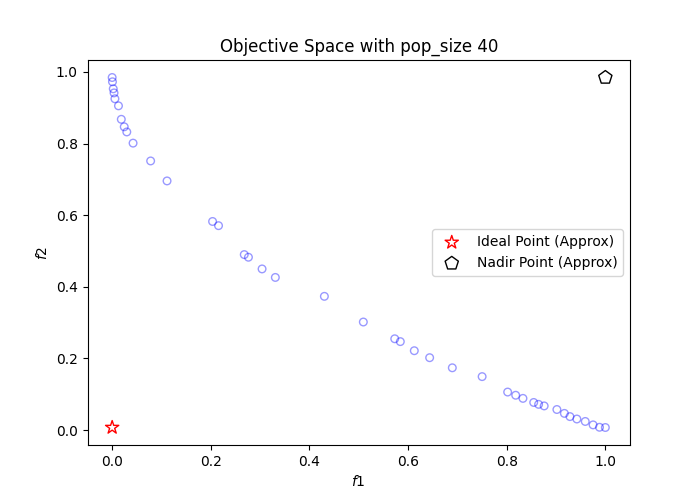 Objective Space with pop_size 40
1.0
0.8
0.6
0.4
0.2
0.0
f2
Ideal Point (Approx)
Nadir Point (Approx)
0.0 0.2 0.4 0.6 0.8 1.0
f1